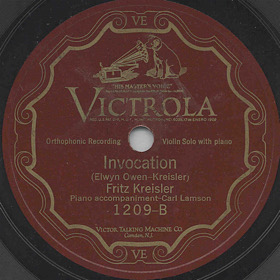 VE
"HIS MASTER'S VOICE"
VICTROLA
Orthophonic Recording Violin Solo with piano
Invocation
(Elwyn Owen-Kreisler)
Fritz Kreisler
Piano accompaniment-Carl Lamson
1209-B
VICTOR TALKING MACHINE CO
Camden, N.J.
VE